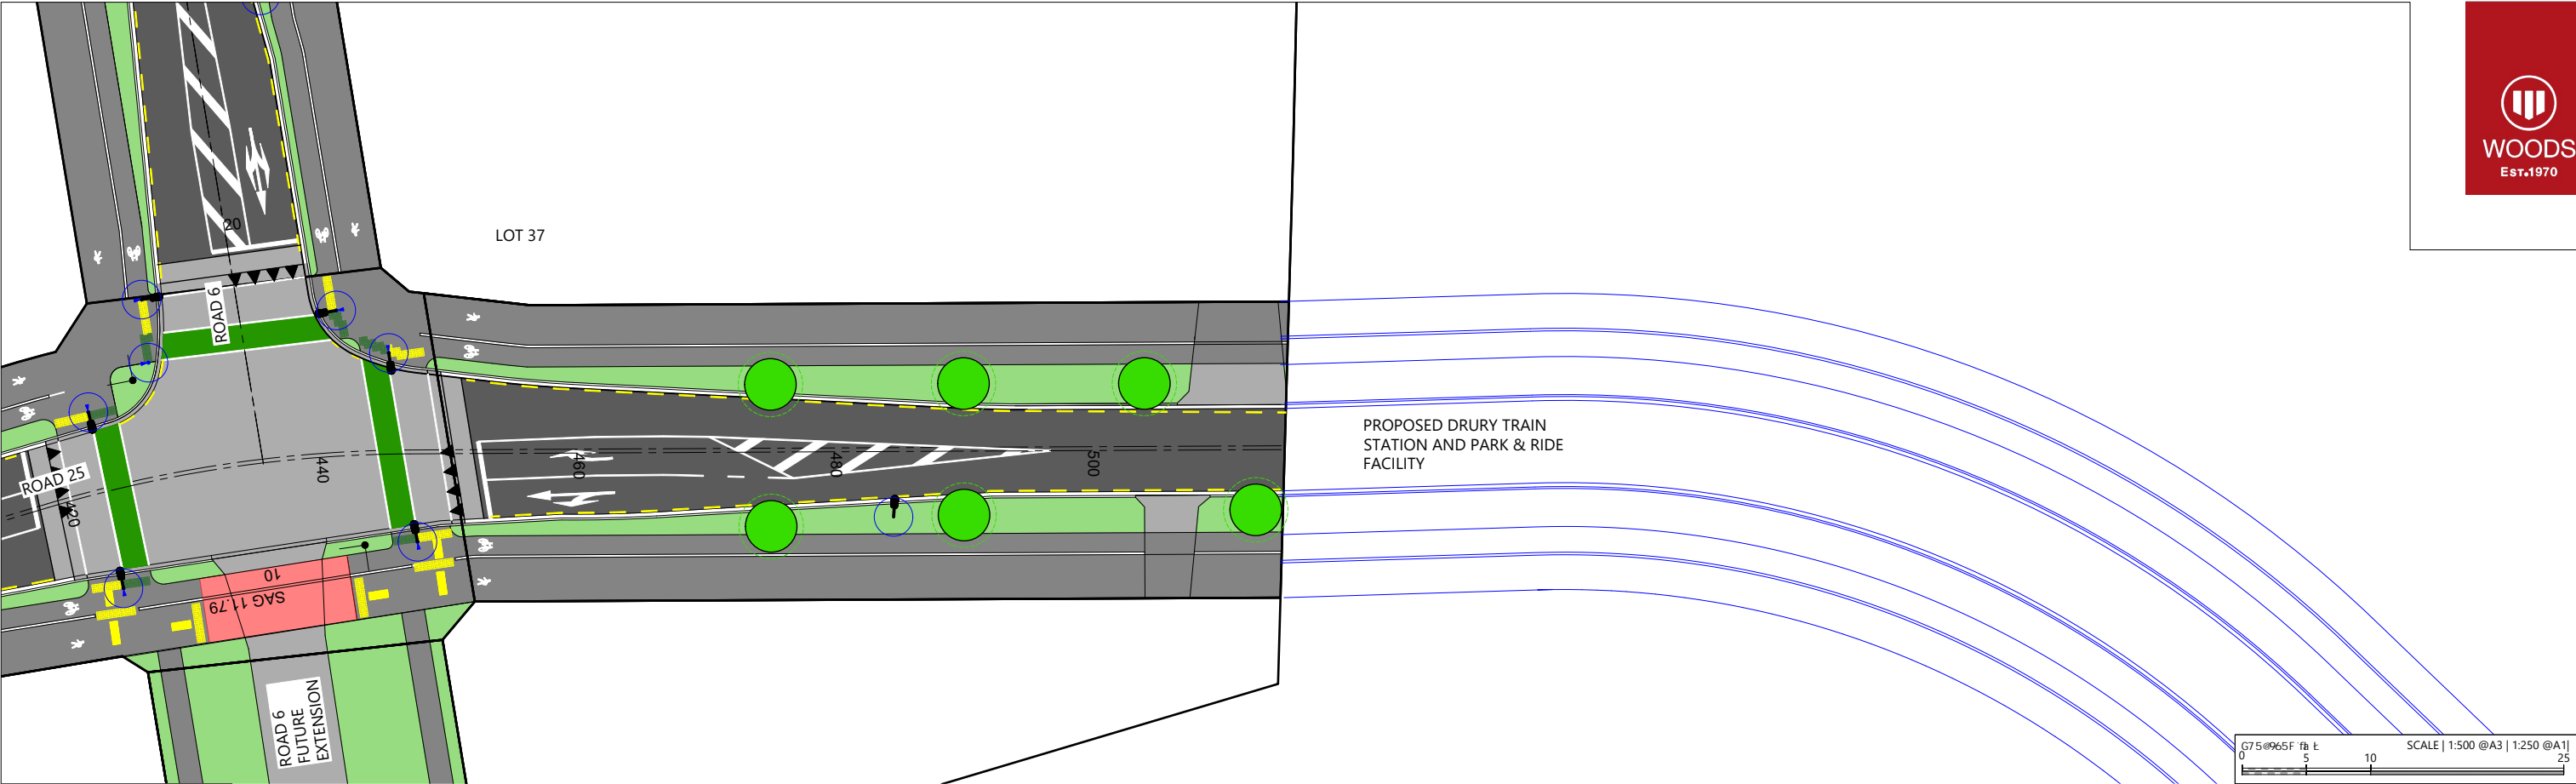 WOODS
EST.1970
20
LOT 37
ROAD 6
PROPOSED DRURY TRAIN
STATION AND PARK & RIDE
FACILITY
ROAD 25
420
440
460
480
500
10
SAG 11.79
ROAD 6
FUTURE
EXTENSION
SCALE | 1:500 @A3 | 1:250 @A1|
0 5 10 25